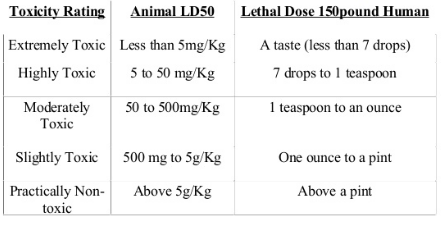 Toxicity Rating Animal LD50 Lethal Dose 150pound Human
Extremely Toxic Less than 5mg/Kg A taste (less than 7 drops)
Highly Toxic 5 to 50 mg/Kg 7 drops to 1 teaspoon
Moderately Toxic 50 to 500mg/Kg 1 teaspoon to an ounce
Slightly Toxic 500 mg to 5g/Kg One ounce to a pint
Practically Non-toxic Above 5g/Kg Above a pint